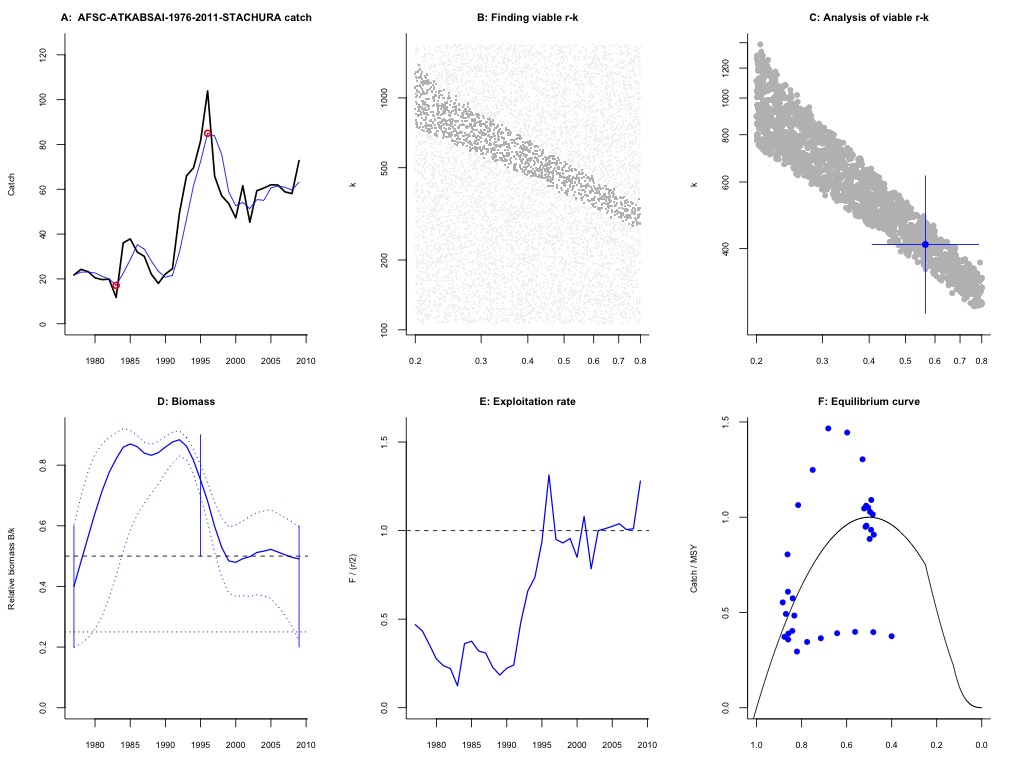 A:  AFSC-ATKABSAI-1976-2011-STACHURA catch
Catch
0 20 40 60 80 100 120
1980 1985 1990 1995 2000 2005 2010
B: Finding viable r-k
k
100 200 500 1000
0.2 0.3 0.4 0.5 0.6 0.7 0.8
C: Analysis of viable r-k
k
400 600 800 1000 1200
0.2 0.3 0.4 0.5 0.6 0.7 0.8
D: Biomass
Relative biomass B/k
0.0 0.2 0.4 0.6 0.8
1980 1985 1990 1995 2000 2005 2010
E: Exploitation rate
F / (r/2)
0.0 0.5 1.0 1.5
1980 1985 1990 1995 2000 2005 2010
F: Equilibrium curve
Catch / MSY
0.0 0.5 1.0 1.5
1.0 0.8 0.6 0.4 0.2 0.0